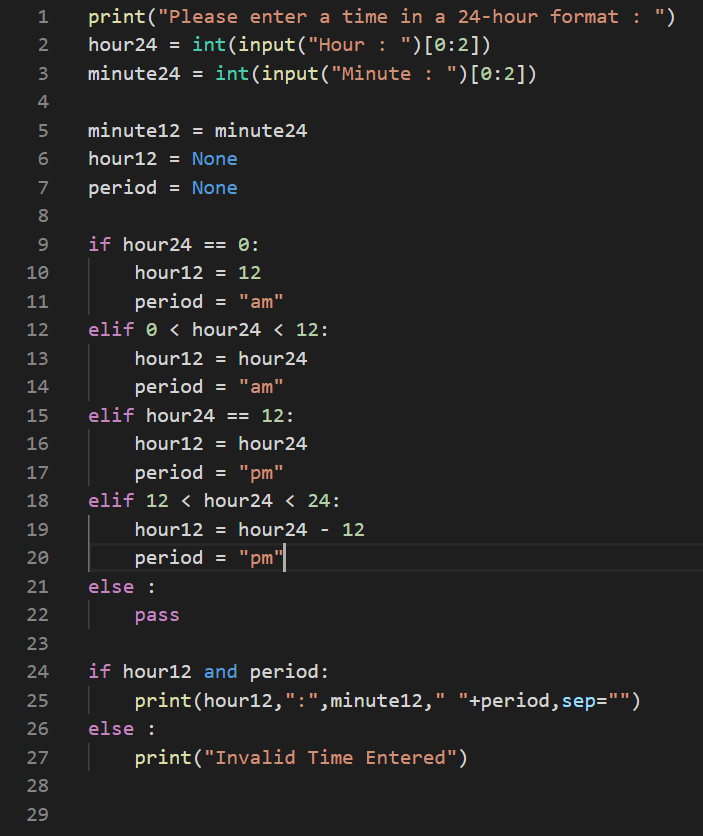 1 print("Please enter a time in a 24-hour format : ")
2 hour24 = int(input("Hour : ")[0:2])
3 minute24 = int(input("Minute : ")[0:2])
4
5 minute12 = minute24
6 hour12 = None
7 period = None
8
9 if hour24 == 0:
10     hour12 = 12
11     period = "am"
12 elif 0 < hour24 < 12:
13     hour12 = hour24
14     period = "am"
15 elif hour24 == 12:
16     hour12 = hour24
17     period = "pm"
18 elif 12 < hour24 < 24:
19     hour12 = hour24 - 12
20     period = "pm"
21 else :
22     pass
23
24 if hour12 and period:
25     print(hour12,":",minute12," "+period,sep="")
26 else :
27     print("Invalid Time Entered")
28
29